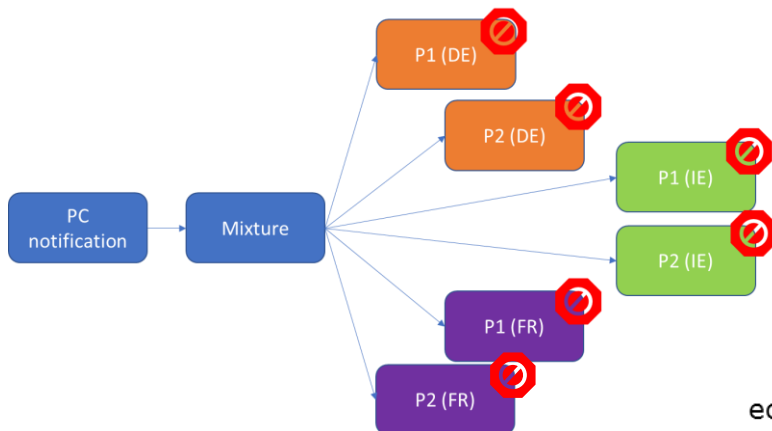 P1 (DE)
P2 (DE)
P1 (IE)
PC
notification
Mixture
P2 (IE)
P1 (FR)
P2 (FR)